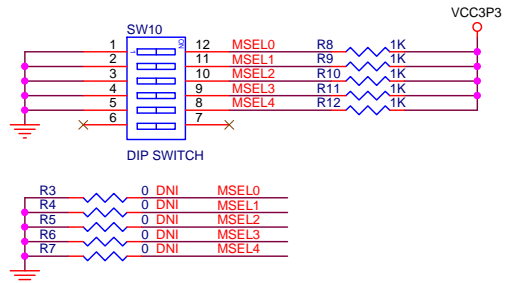 VCC3P3
SW10
ON
1 1 12 MSEL0 R8 1K
2 11 MSEL1 R9 1K
3 10 MSEL2 R10 1K
4 9 MSEL3 R11 1K
5 8 MSEL4 R12 1K
6 7
DIP SWITCH
R3 0 DNI MSEL0
R4 0 DNI MSEL1
R5 0 DNI MSEL2
R6 0 DNI MSEL3
R7 0 DNI MSEL4